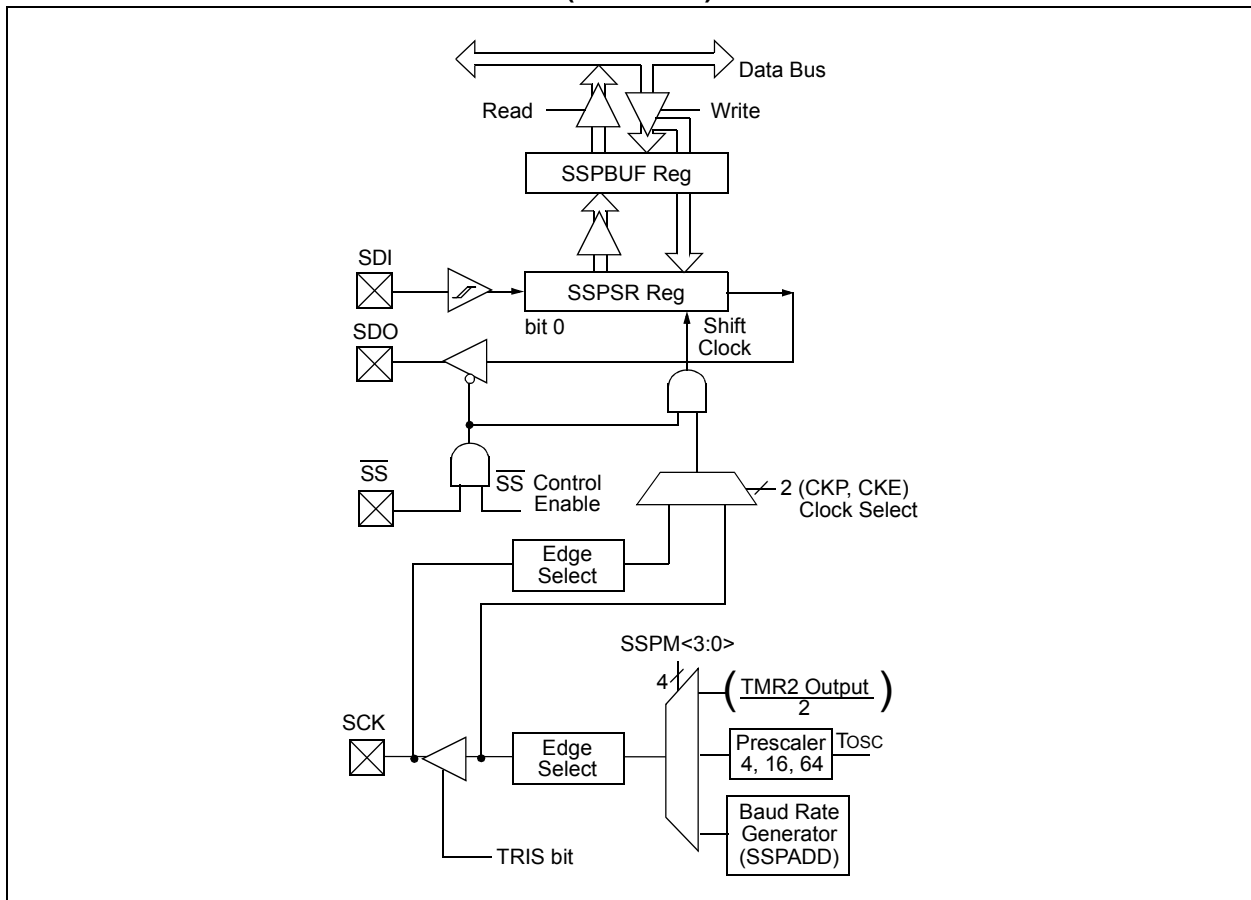 Data Bus
Read
Write
SSPBUF Reg
SDI
SSPSR Reg
bit 0
Shift
Clock
SDO
SS
SS Control
Enable
2 (CKP, CKE)
Clock Select
Edge
Select
SSPM<3:0>
4
(TMR2 Output)
2
SCK
Edge
Select
Prescaler
4, 16, 64
TOSC
Baud Rate
Generator
(SSPADD)
TRIS bit